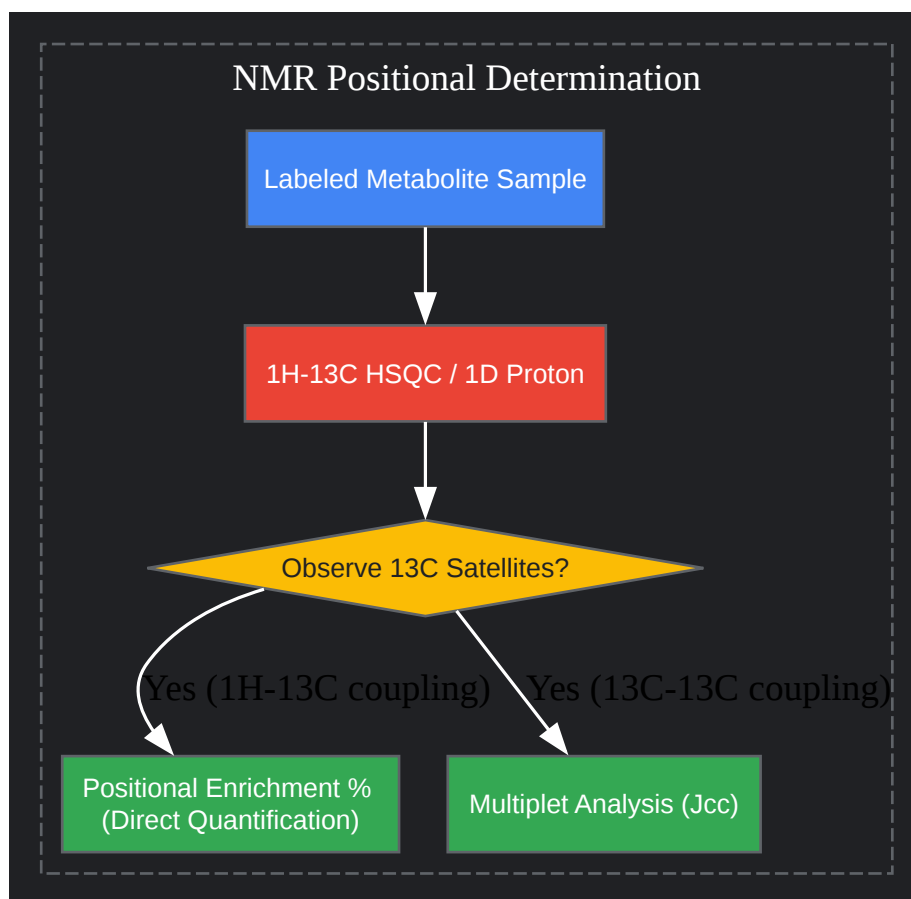 NMR Positional Determination
Labeled Metabolite Sample
1H-13C HSQC / 1D Proton
Observe 13C Satellites?
Yes (1H-13C coupling)
Yes (13C-13C coupling)
Positional Enrichment %
(Direct Quantification)
Multiplet Analysis (Jcc)